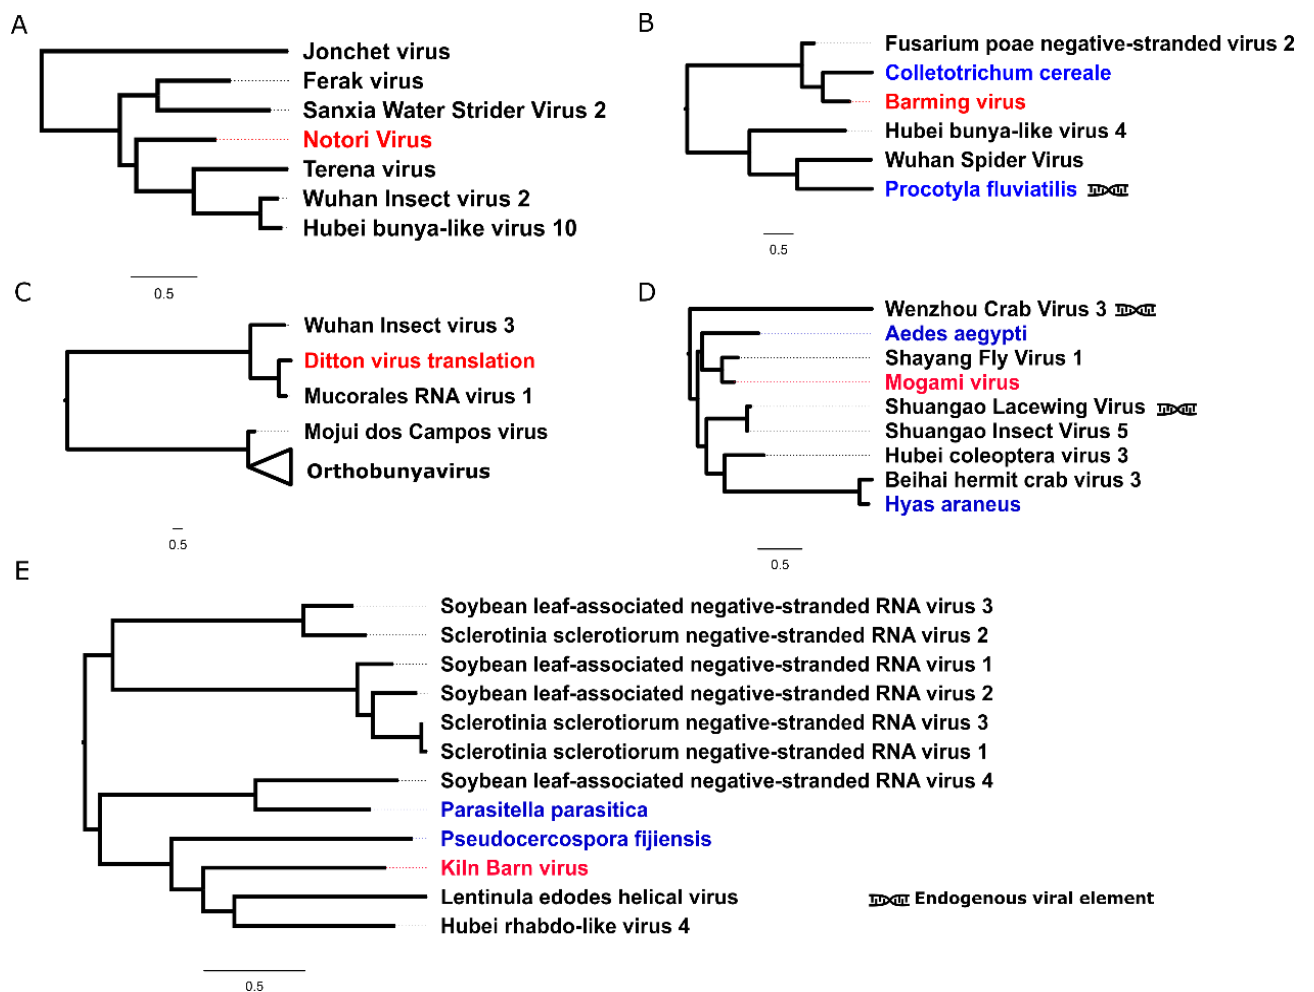 A
Jonchet virus
Ferak virus
Sanxia Water Strider Virus 2
Notori Virus
Terena virus
Wuhan Insect virus 2
Hubei bunya-like virus 10
0.5
B
Fusarium poae negative-stranded virus 2
Colletotrichum cereale
Barming virus
Hubei bunya-like virus 4
Wuhan Spider Virus
Procotyla fluviatilis
0.5
C
Wuhan Insect virus 3
Ditton virus translation
Mucorales RNA virus 1
Mojui dos Campos virus
Orthobunyavirus
0.5
D
Wenzhou Crab Virus 3
Aedes aegypti
Shayang Fly Virus 1
Mogami virus
Shuangao Lacewing Virus
Shuangao Insect Virus 5
Hubei coleoptera virus 3
Beihai hermit crab virus 3
Hyas araneus
0.5
E
Soybean leaf-associated negative-stranded RNA virus 3
Sclerotinia sclerotiorum negative-stranded RNA virus 2
Soybean leaf-associated negative-stranded RNA virus 1
Soybean leaf-associated negative-stranded RNA virus 2
Sclerotinia sclerotiorum negative-stranded RNA virus 3
Sclerotinia sclerotiorum negative-stranded RNA virus 1
Soybean leaf-associated negative-stranded RNA virus 4
Parasitella parasitica
Pseudocercospora fijiensis
Kiln Barn virus
Lentinula edodes helical virus
Hubei rhabdo-like virus 4
0.5
Endogenous viral element